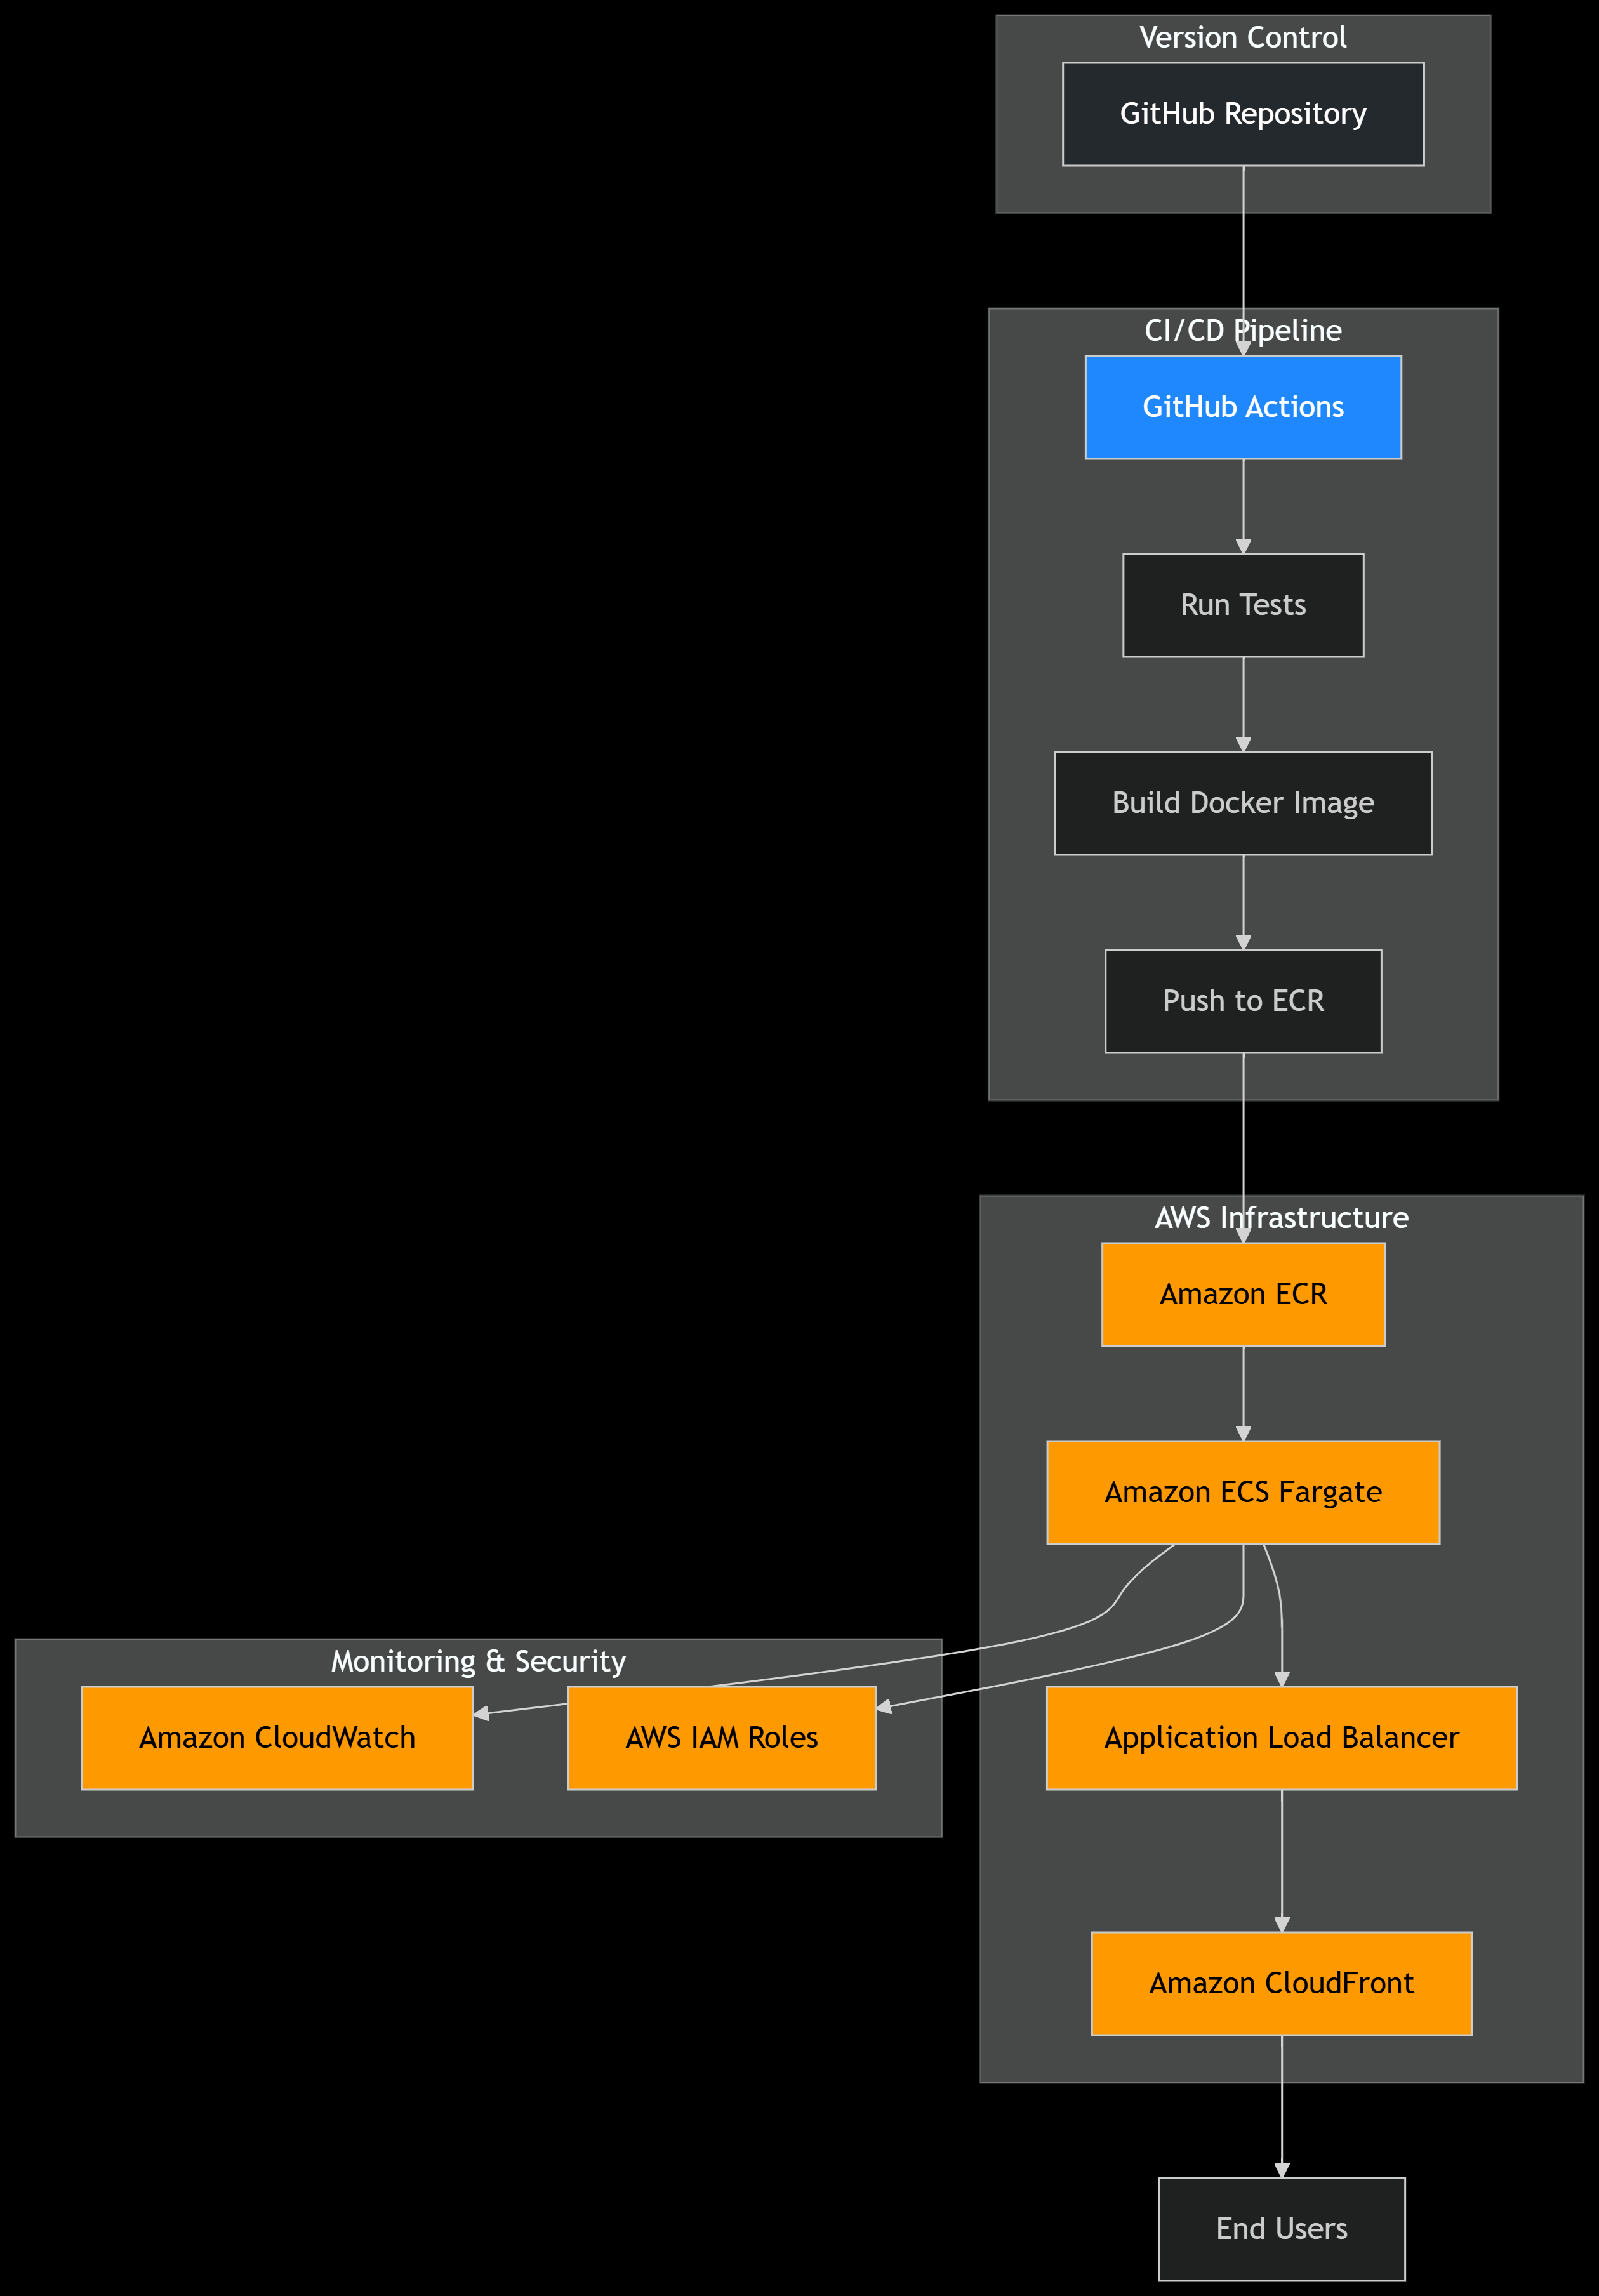 Version Control
GitHub Repository
CI/CD Pipeline
GitHub Actions
Run Tests
Build Docker Image
Push to ECR
AWS Infrastructure
Amazon ECR
Amazon ECS Fargate
Monitoring & Security
Amazon CloudWatch
AWS IAM Roles
Application Load Balancer
Amazon CloudFront
End Users